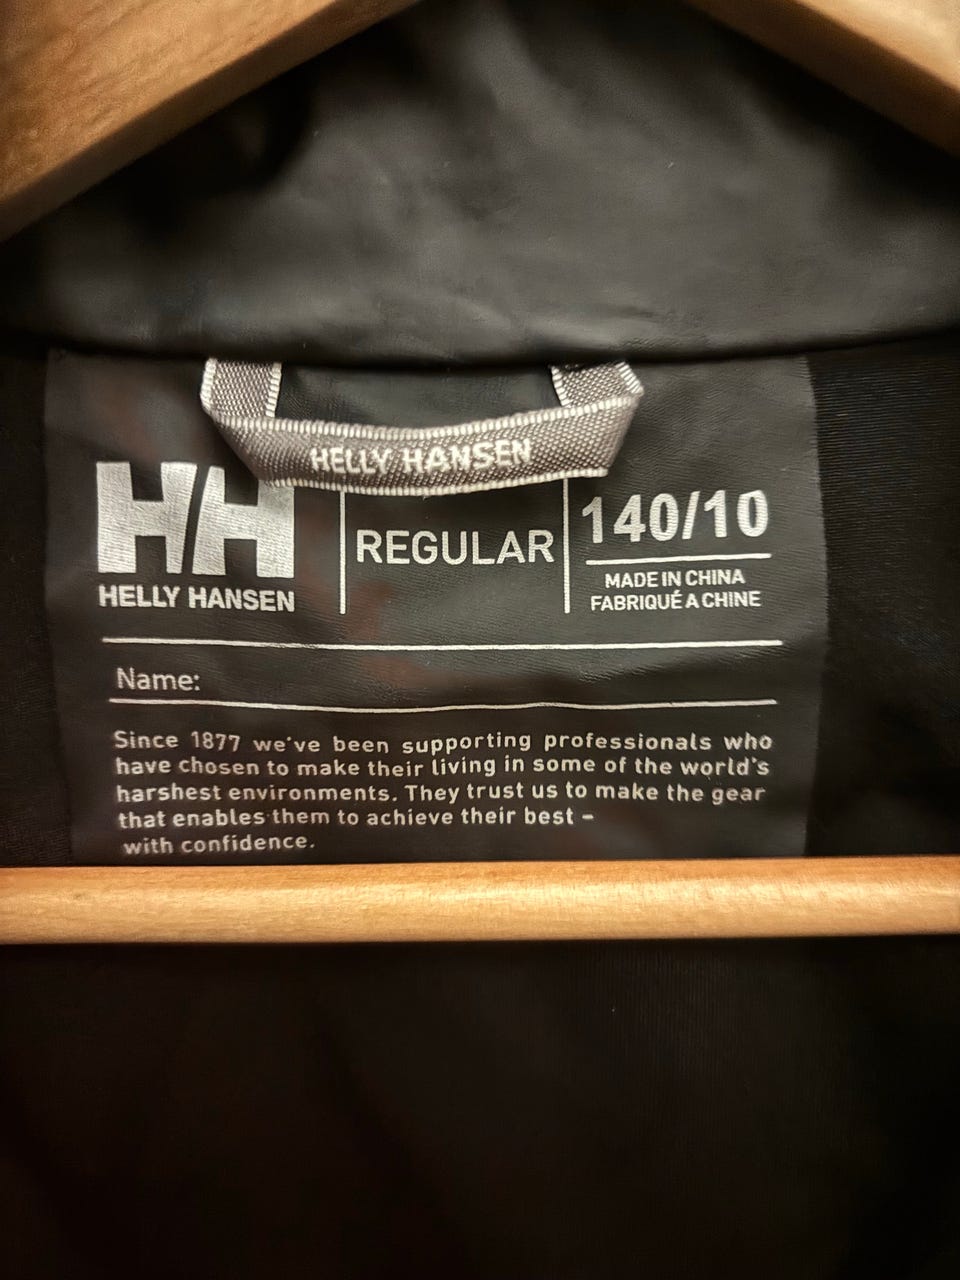 HELLY HANSEN
HH
HELLY HANSEN
REGULAR
140/10
MADE IN CHINA
FABRIQUÉ A CHINE
Name:
Since 1877 we've been supporting professionals who
have chosen to make their living in some of the world's
harshest environments. They trust us to make the gear
that enables them to achieve their best -
with confidence.